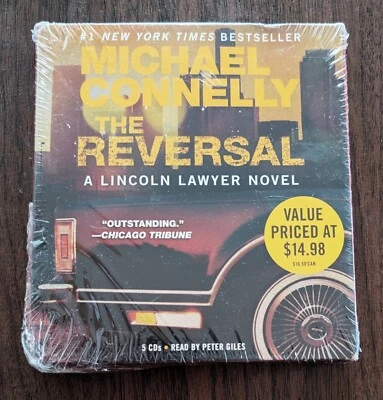 #1 NEW YORK TIMES BESTSELLER
MICHAEL
CONNELLY
THE
REVERSAL
A LINCOLN LAWYER NOVEL
"OUTSTANDING."
—CHICAGO TRIBUNE
VALUE
PRICED AT
$14.98
5 CDs • READ BY PETER GILES